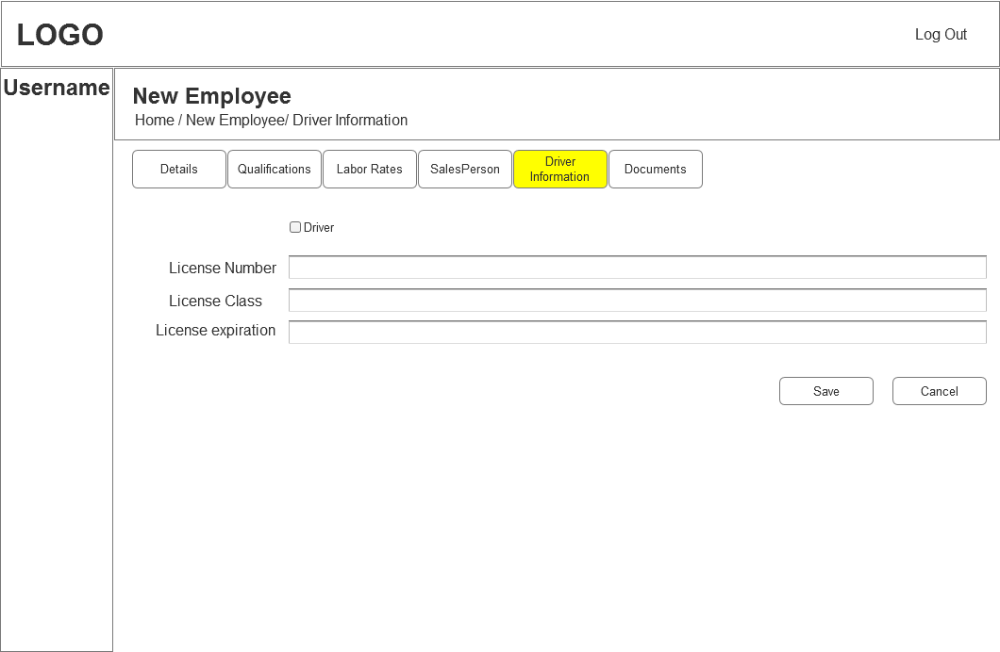 LOGO
Log Out
Username
New Employee
Home / New Employee/ Driver Information
Details
Qualifications
Labor Rates
SalesPerson
Driver
Information
Documents
Driver
License Number
License Class
License expiration
Save
Cancel